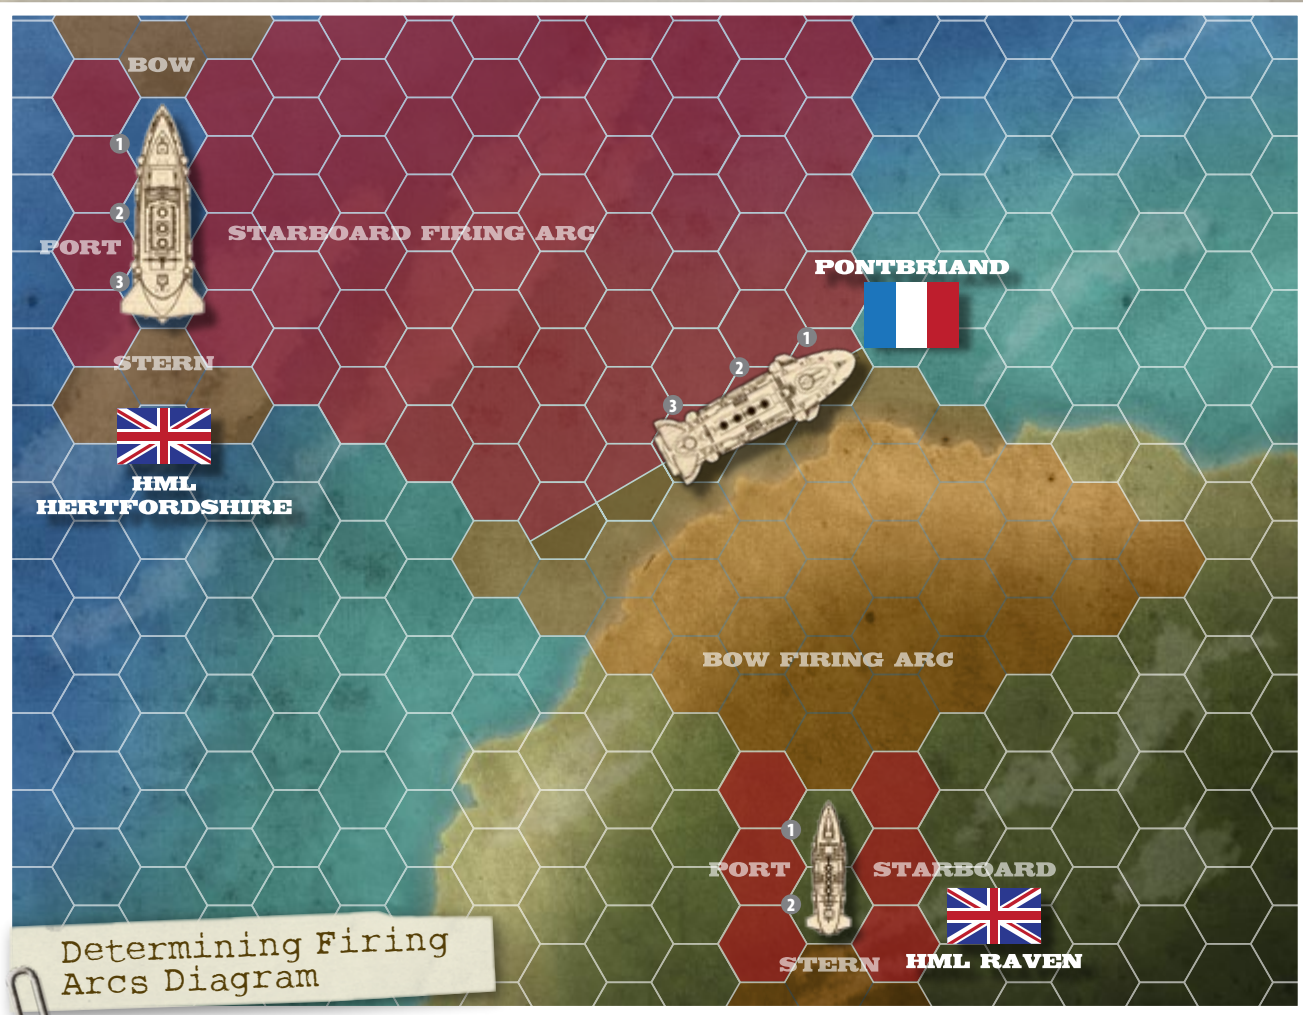 BOW
1
2
STARBOARD FIRING ARC
PORT
3
PONTBRIAND
1
2
3
STERN
HML
HERTFORDSHIRE
BOW FIRING ARC
1
PORT
STARBOARD
2
STERN
HML RAVEN
Determining Firing
Arcs Diagram